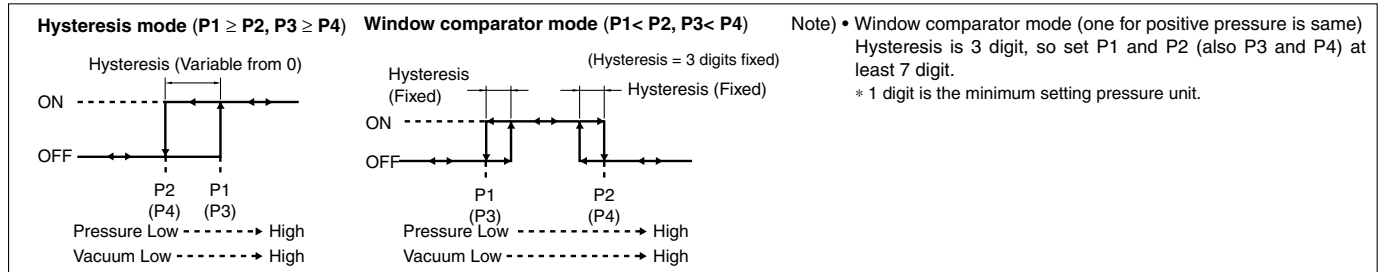 Hysteresis mode (P1 ≥ P2, P3 ≥ P4)
Hysteresis (Variable from 0)
ON
OFF
P2
(P4)
P1
(P3)
Pressure Low High
Vacuum Low High
Window comparator mode (P1< P2, P3< P4)
(Hysteresis = 3 digits fixed)
Hysteresis
(Fixed)
Hysteresis (Fixed)
ON
OFF
P1
(P3)
P2
(P4)
Pressure Low High
Vacuum Low High
Note) • Window comparator mode (one for positive pressure is same)
Hysteresis is 3 digit, so set P1 and P2 (also P3 and P4) at
least 7 digit.
* 1 digit is the minimum setting pressure unit.